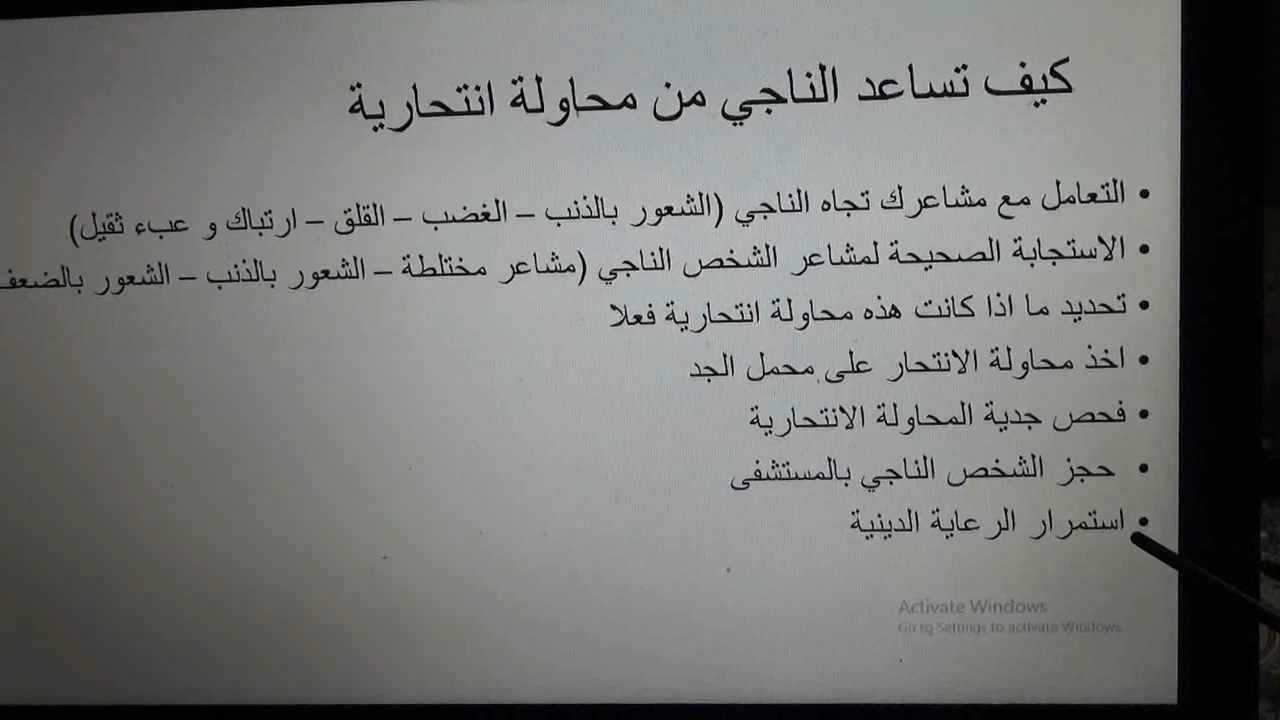 كيف تساعد الناجي من محاولة انتحارية
• التعامل مع مشاعرك تجاه الناجي (الشعور بالذنب – الغضب – القلق – ارتباك و عبء ثقيل)
• الاستجابة الصحيحة لمشاعر الشخص الناجي (مشاعر مختلطة – الشعور بالذنب – الشعور بالضعف
• تحديد ما اذا كانت هذه محاولة انتحارية فعلا
• اخذ محاولة الانتحار على محمل الجد
• فحص جدية المحاولة الانتحارية
• حجز الشخص الناجي بالمستشفى
• استمرار الرعاية الدينية
Activate Windows
Go to Settings to activate Windows.